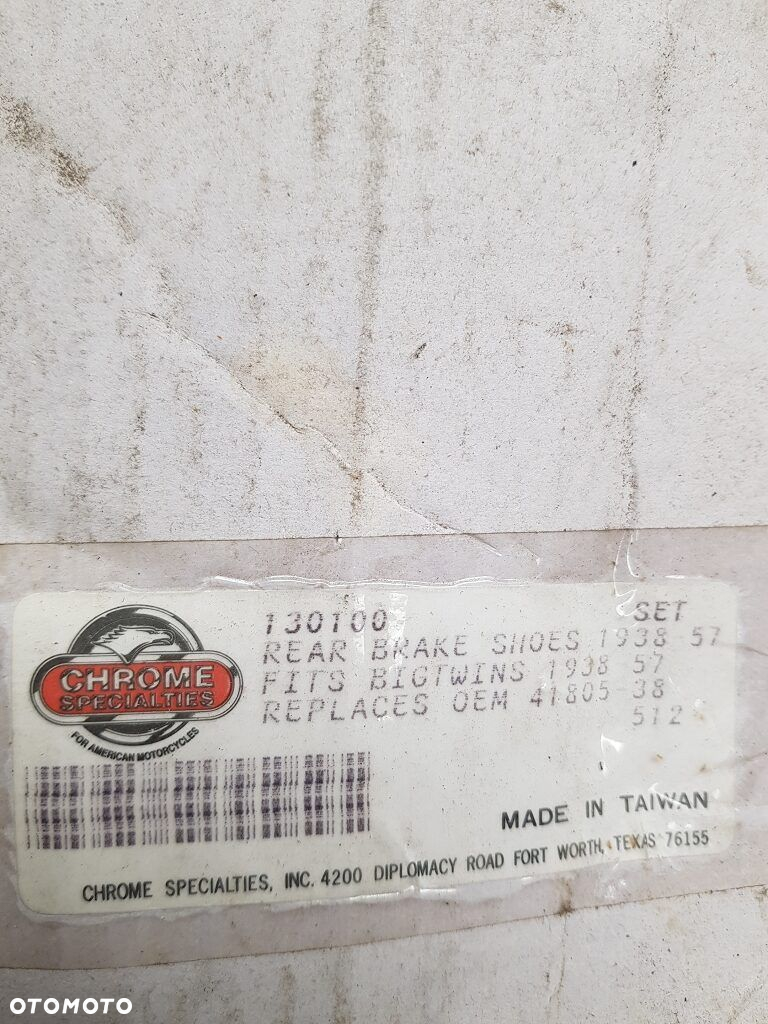 130100 SET
REAR BRAKE SHOES 1938 57
FITS BIGTWINS 1938 57
REPLACES OEM 41805-38
512
CHROME
SPECIALTIES
FOR AMERICAN MOTORCYCLES
MADE IN TAIWAN
CHROME SPECIALTIES, INC. 4200 DIPLOMACY ROAD FORT WORTH, TEXAS 76155
OTOMOTO